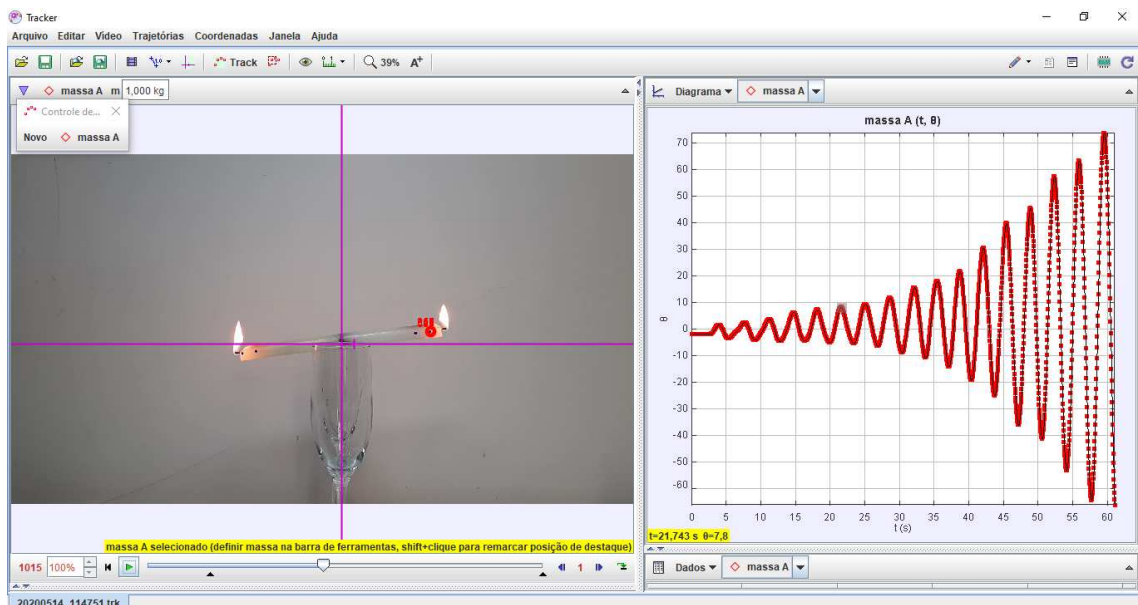 Tracker
Arquivo Editar Video Trajetórias Coordenadas Janela Ajuda
Track 39% A+
massa A m 1,000 kg
Controle de...
Novo massa A
massa A selecionado (definir massa na barra de ferramentas, shift+clique para remarcar posição de destaque)
1015 100% 1
20200514_114751.trk
Diagrama massa A
massa A (t, θ)
70
60
50
40
30
20
10
0
-10
-20
-30
-40
-50
-60
θ
0 5 10 15 20 25 30 35 40 45 50 55 60
t (s)
t=21,743 s θ=7,8
Dados massa A